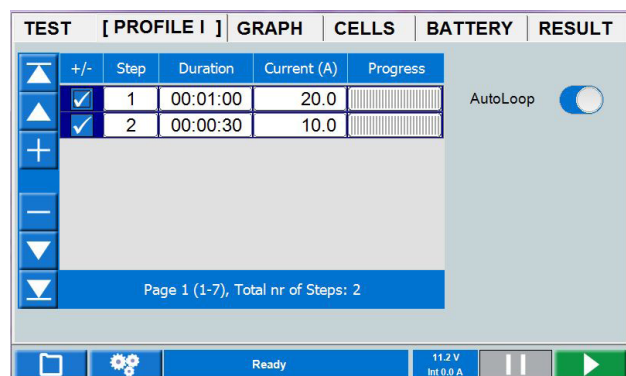 TEST [ PROFILE I ] GRAPH CELLS BATTERY RESULT
+/- Step Duration Current (A) Progress
1 00:01:00 20.0
2 00:00:30 10.0
AutoLoop
Page 1 (1-7), Total nr of Steps: 2
Ready
11.2 V
Int 0.0 A